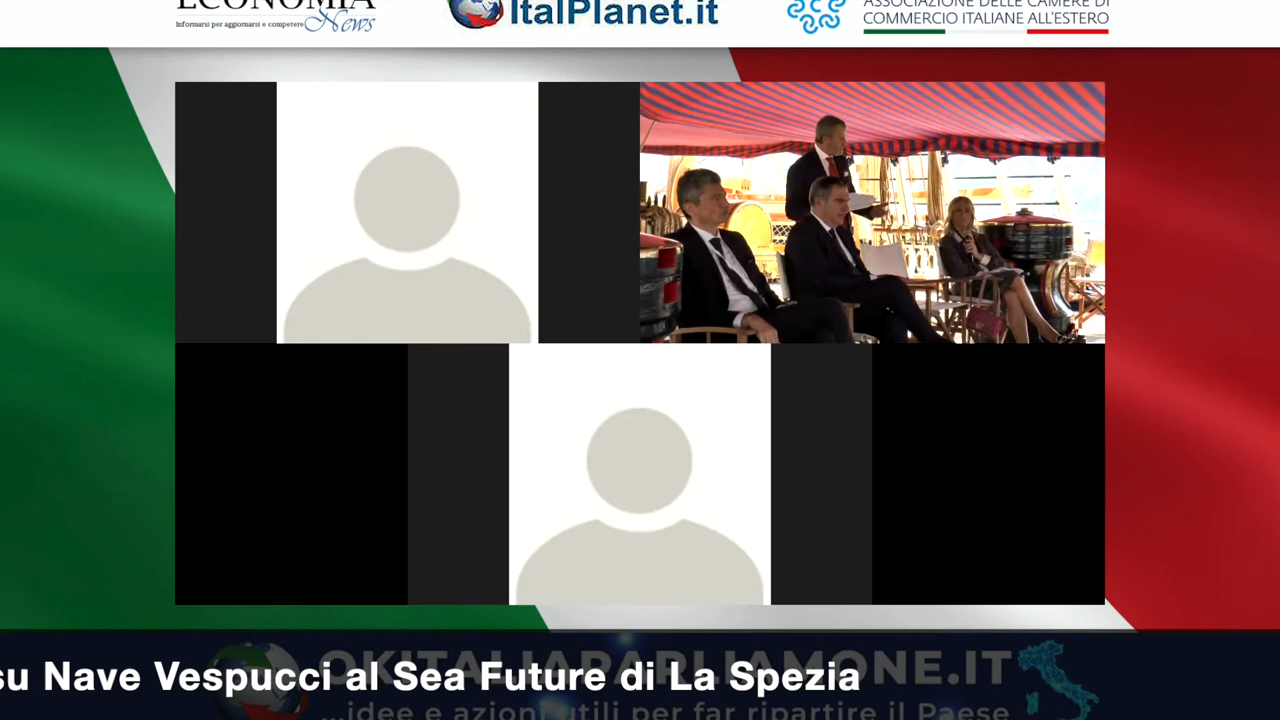 ECONOMIA
Informarsi per aggiornarsi e competere News
ItalPlanet.it
ASSOCIAZIONE DELLE CAMERE DI
COMMERCIO ITALIANE ALL'ESTERO
su Nave Vespucci al Sea Future di La Spezia
OKITALIAPARLIAMONE.IT
...idee e azioni utili per far ripartire il Paese